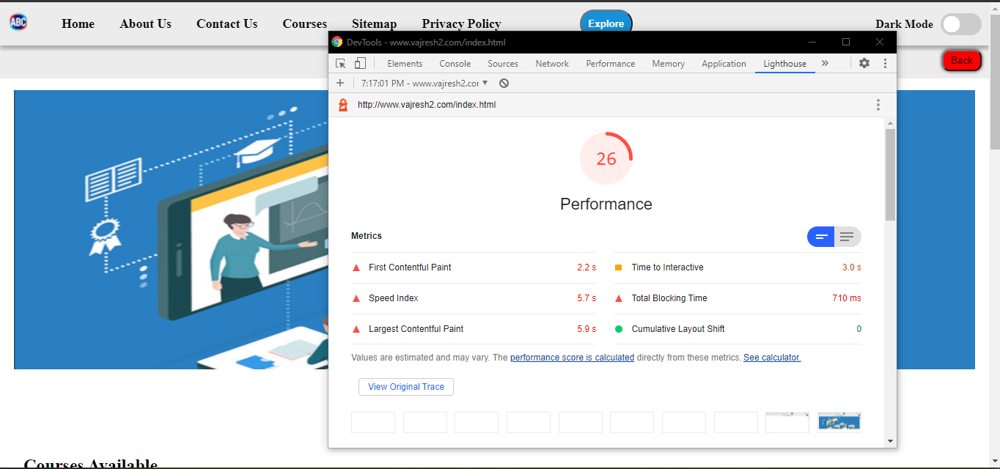 ABC
Home About Us Contact Us Courses Sitemap Privacy Policy Explore Dark Mode
Back
DevTools - www.vajresh2.com/index.html
Elements Console Sources Network Performance Memory Application Lighthouse »
+ 7:17:01 PM - www.vajresh2.cor
http://www.vajresh2.com/index.html
26
Performance
Metrics
First Contentful Paint 2.2 s
Time to Interactive 3.0 s
Speed Index 5.7 s
Total Blocking Time 710 ms
Largest Contentful Paint 5.9 s
Cumulative Layout Shift 0
Values are estimated and may vary. The performance score is calculated directly from these metrics. See calculator.
View Original Trace
Courses Available